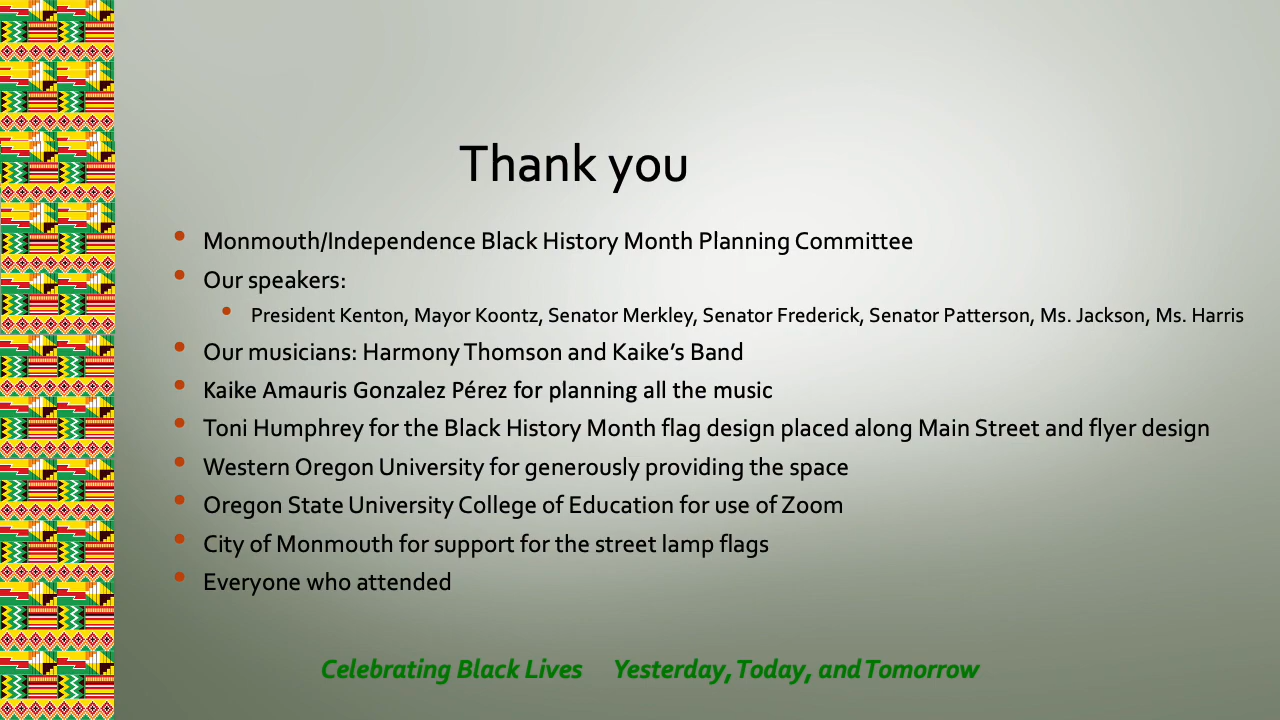 Thank you
• Monmouth/Independence Black History Month Planning Committee
• Our speakers:
• President Kenton, Mayor Koontz, Senator Merkley, Senator Frederick, Senator Patterson, Ms. Jackson, Ms. Harris
• Our musicians: Harmony Thomson and Kaike’s Band
• Kaike Amauris Gonzalez Pérez for planning all the music
• Toni Humphrey for the Black History Month flag design placed along Main Street and flyer design
• Western Oregon University for generously providing the space
• Oregon State University College of Education for use of Zoom
• City of Monmouth for support for the street lamp flags
• Everyone who attended
Celebrating Black Lives Yesterday, Today, and Tomorrow